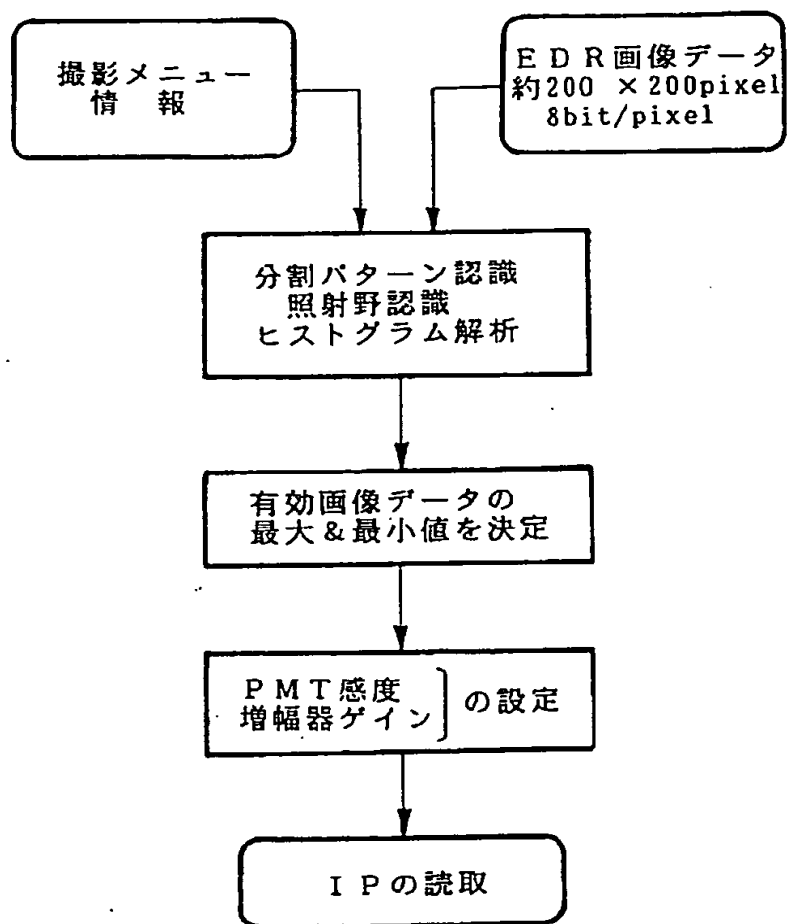 撮影メニュー
情 報
EDR画像データ
約200 ×200pixel
8bit/pixel
分割パターン認識
照射野認識
ヒストグラム解析
有効画像データの
最大&最小値を決定
PMT感度
増幅器ゲイン
の設定
IPの読取